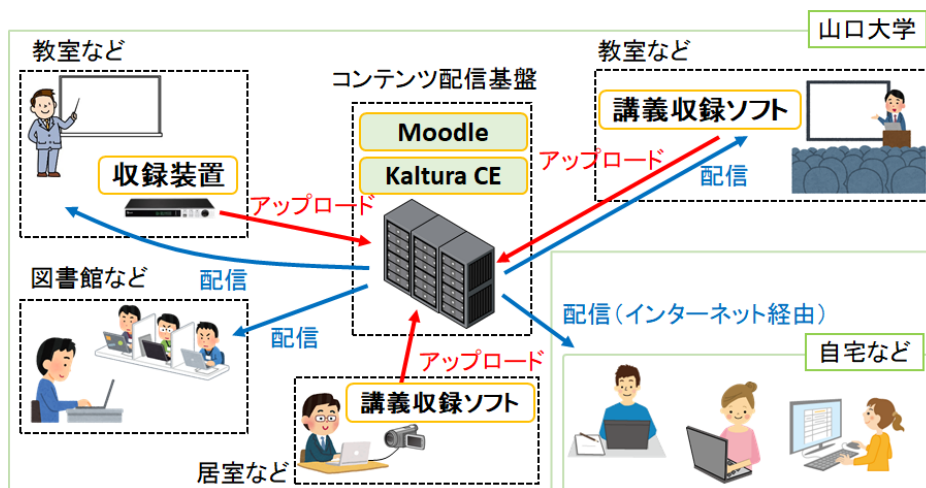 山口大学
教室など
収録装置
アップロード
コンテンツ配信基盤
Moodle
Kaltura CE
教室など
講義収録ソフト
アップロード
配信
配信
図書館など
配信
配信(インターネット経由)
自宅など
アップロード
講義収録ソフト
居室など